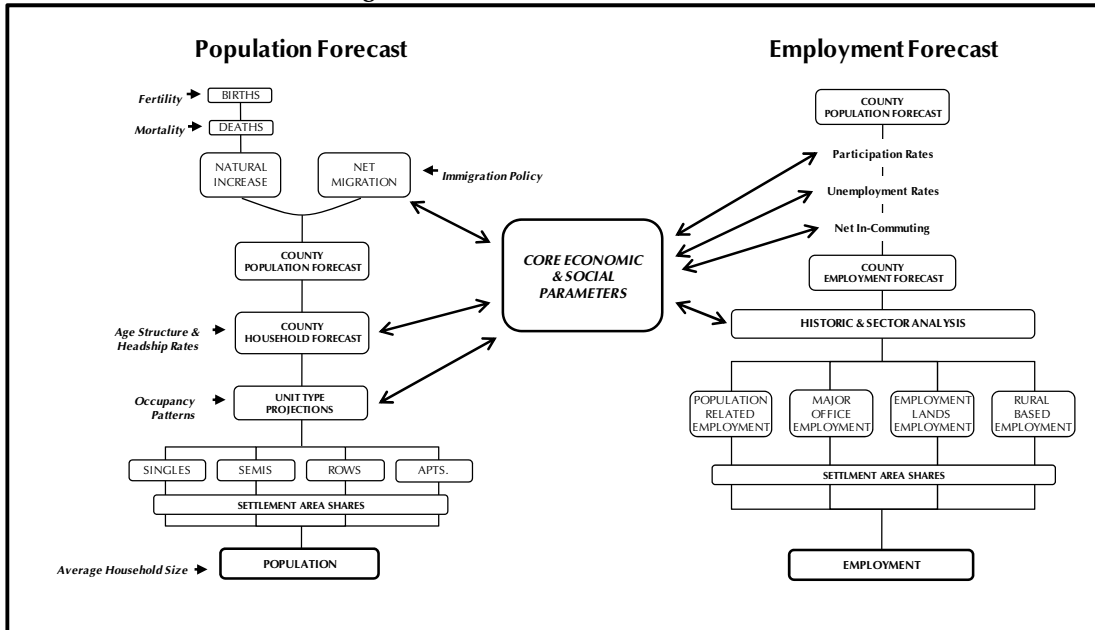 Population Forecast
Fertility
BIRTHS
Mortality
DEATHS
NATURAL
INCREASE
NET
MIGRATION
Immigration Policy
COUNTY
POPULATION FORECAST
Age Structure &
Headship Rates
COUNTY
HOUSEHOLD FORECAST
Occupancy
Patterns
UNIT TYPE
PROJECTIONS
SINGLES
SEMIS
ROWS
APTS.
SETTLEMENT AREA SHARES
Average Household Size
POPULATION
CORE ECONOMIC
& SOCIAL
PARAMETERS
Employment Forecast
COUNTY
POPULATION FORECAST
Participation Rates
Unemployment Rates
Net In-Commuting
COUNTY
EMPLOYMENT FORECAST
HISTORIC & SECTOR ANALYSIS
POPULATION
RELATED
EMPLOYMENT
MAJOR
OFFICE
EMPLOYMENT
EMPLOYMENT
LANDS
EMPLOYMENT
RURAL
BASED
EMPLOYMENT
SETTLMENT AREA SHARES
EMPLOYMENT